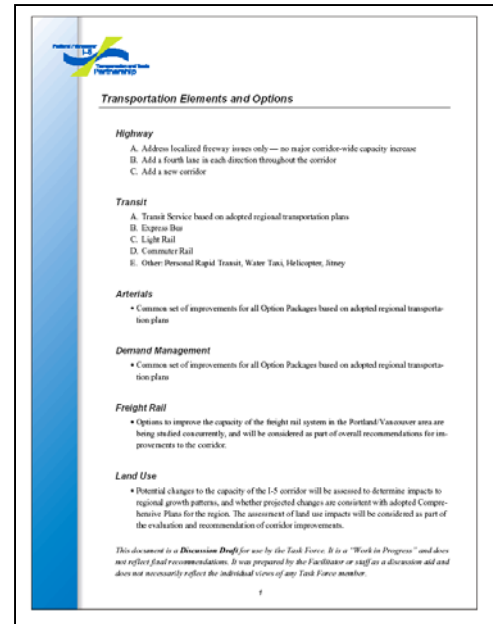 Portland / Vancouver
I-5
Transportation and Trade
Partnership
Transportation Elements and Options
Highway
A. Address localized freeway issues only — no major corridor-wide capacity increase
B. Add a fourth lane in each direction throughout the corridor
C. Add a new corridor
Transit
A. Transit Service based on adopted regional transportation plans
B. Express Bus
C. Light Rail
D. Commuter Rail
E. Other: Personal Rapid Transit, Water Taxi, Helicopter, Jitney
Arterials
• Common set of improvements for all Option Packages based on adopted regional transporta-
tion plans
Demand Management
• Common set of improvements for all Option Packages based on adopted regional transporta-
tion plans
Freight Rail
• Options to improve the capacity of the freight rail system in the Portland/Vancouver area are
being studied concurrently, and will be considered as part of overall recommendations for im-
provements to the corridor.
Land Use
• Potential changes to the capacity of the I-5 corridor will be assessed to determine impacts to
regional growth patterns, and whether projected changes are consistent with adopted Compre-
hensive Plans for the region. The assessment of land use impacts will be considered as part of
the evaluation and recommendation of corridor improvements.
This document is a Discussion Draft for use by the Task Force. It is a “Work in Progress” and does
not reflect final recommendations. It was prepared by the Facilitator or staff as a discussion aid and
does not necessarily reflect the individual views of any Task Force member.
1